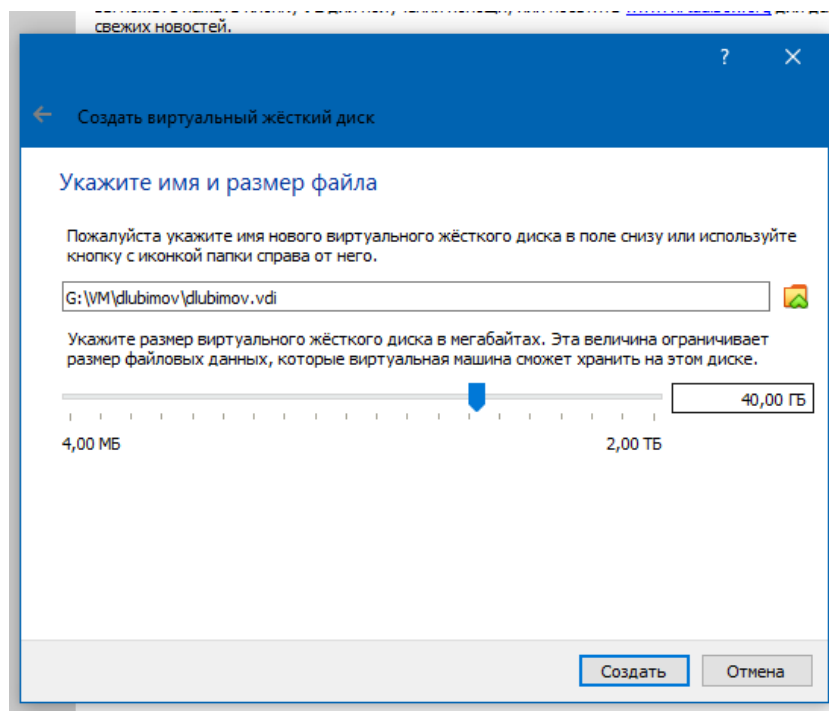 свежих новостей.
?
Создать виртуальный жёсткий диск
Укажите имя и размер файла
Пожалуйста укажите имя нового виртуального жёсткого диска в поле снизу или используйте
кнопку с иконкой папки справа от него.
G:\VM\dlubimov\dlubimov.vdi
Укажите размер виртуального жёсткого диска в мегабайтах. Эта величина ограничивает
размер файловых данных, которые виртуальная машина сможет хранить на этом диске.
40,00 ГБ
4,00 МБ 2,00 ТБ
Создать Отмена